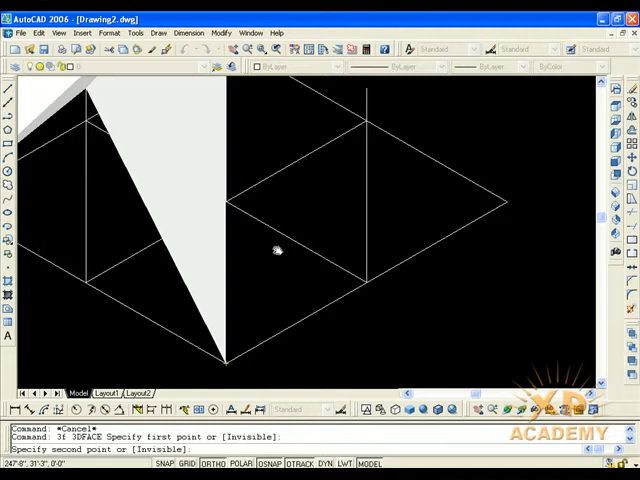 AutoCAD 2006 - [Drawing2.dwg]
File Edit View Insert Format Tools Draw Dimension Modify Window Help
Standard Standard Standard
0 ByLayer ByLayer ByLayer ByColor
Model Layout1 Layout2
Standard
XD
ACADEMY
Command: *Cancel*
Command: 3f 3DFACE Specify first point or [Invisible]:
Specify second point or [Invisible]:
247'-8", 31'-3", 0'-0" SNAP GRID ORTHO POLAR OSNAP OTRACK DYN LWT MODEL